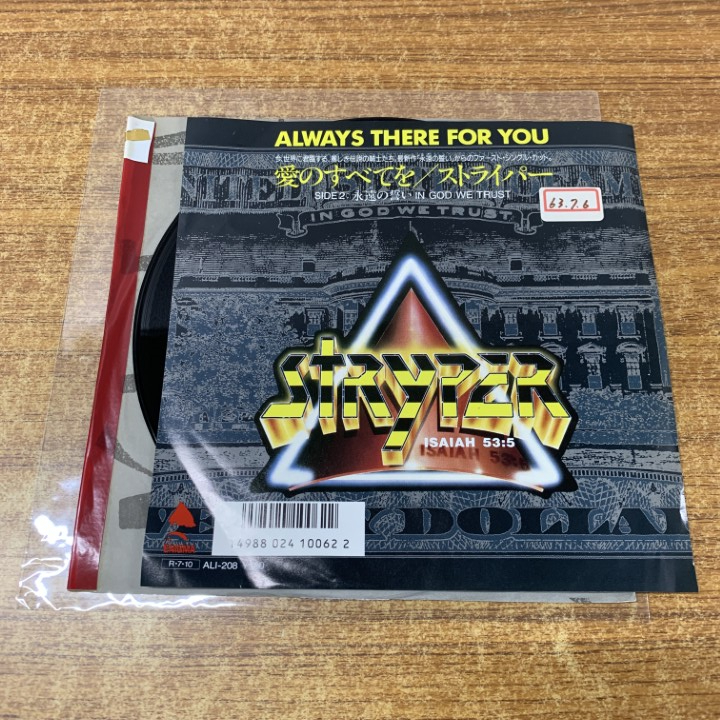 ALWAYS THERE FOR YOU
愛のすべてを/ストライパー
SIDE 2: 永遠の誓い IN GOD WE TRUST
63.7.6
IN GOD WE TRUST
STRYPER
ISAIAH 53:5
ISAIAH 53:5
DOLLAR
4988 024 10062 2
ENIGMA
R-7•10 ALI-208